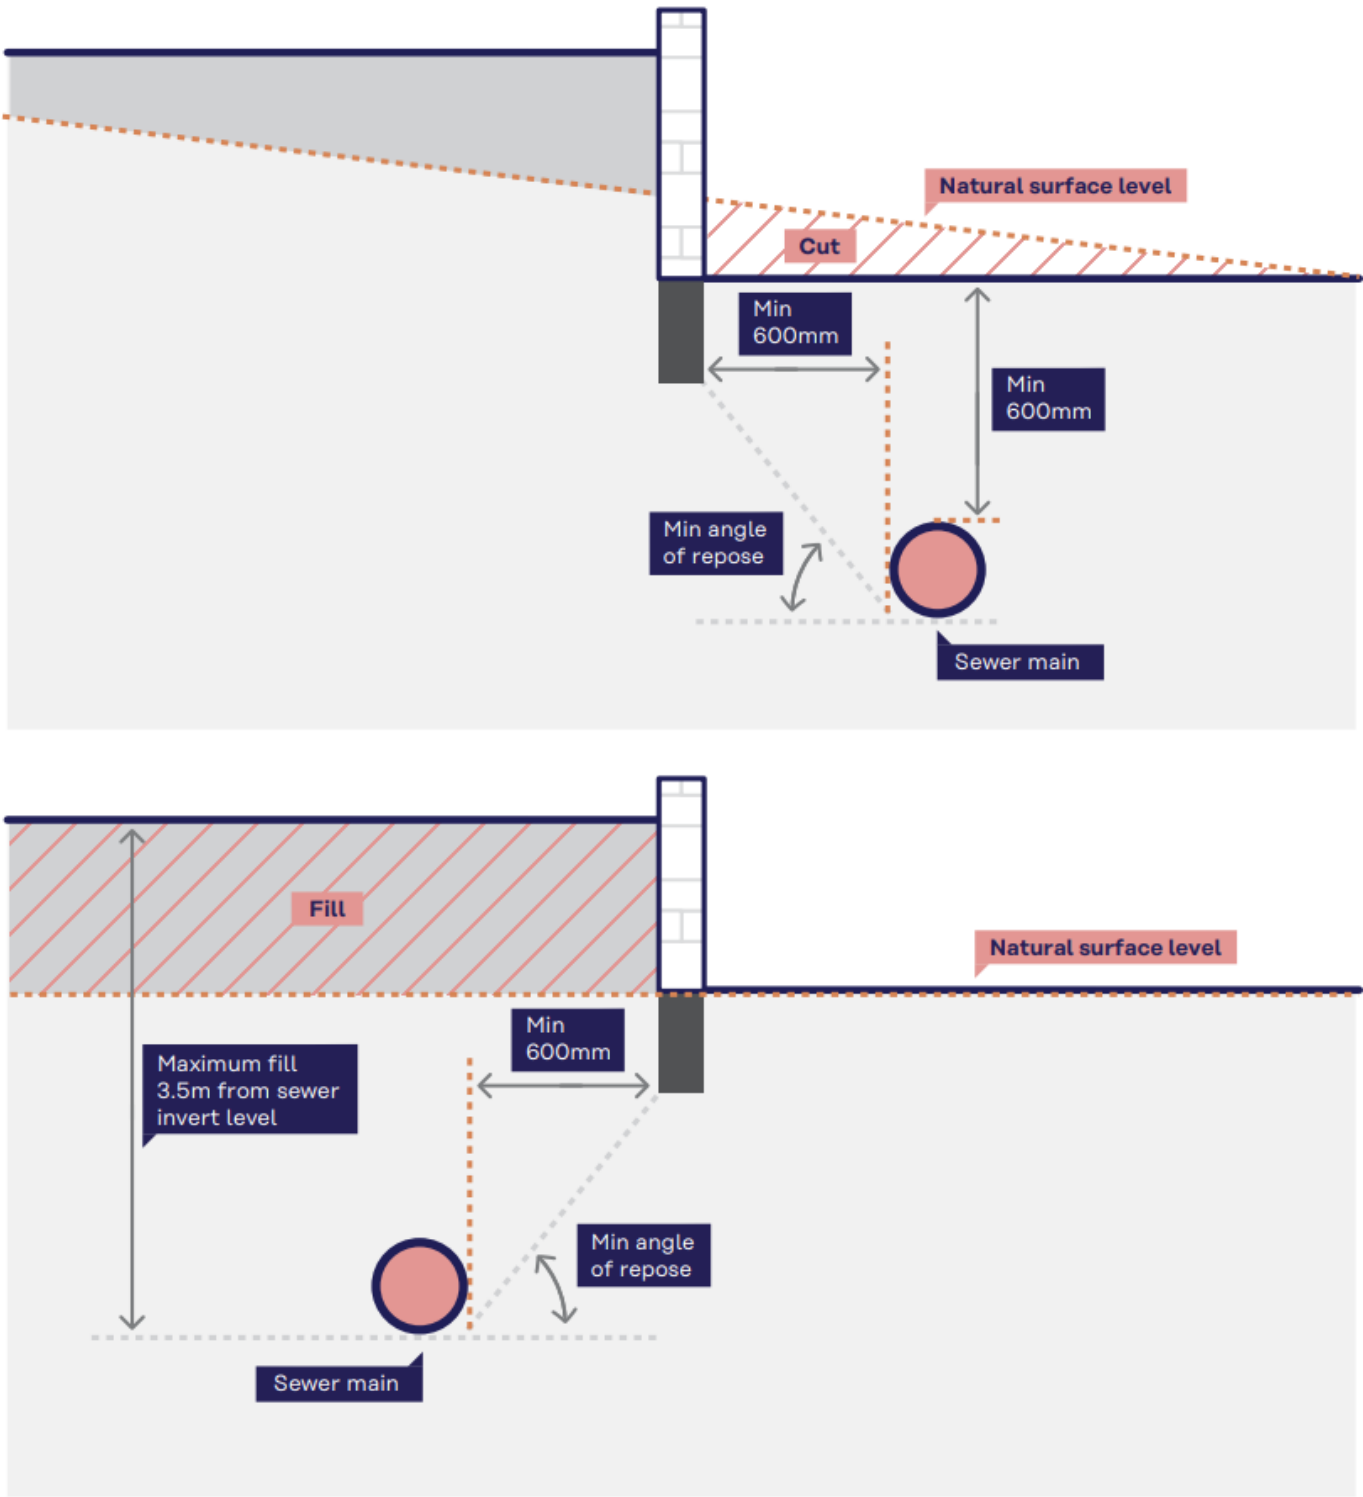 Natural surface level
Cut
Min
600mm
Min
600mm
Min angle
of repose
Sewer main
Fill
Natural surface level
Min
600mm
Maximum fill
3.5m from sewer
invert level
Min angle
of repose
Sewer main